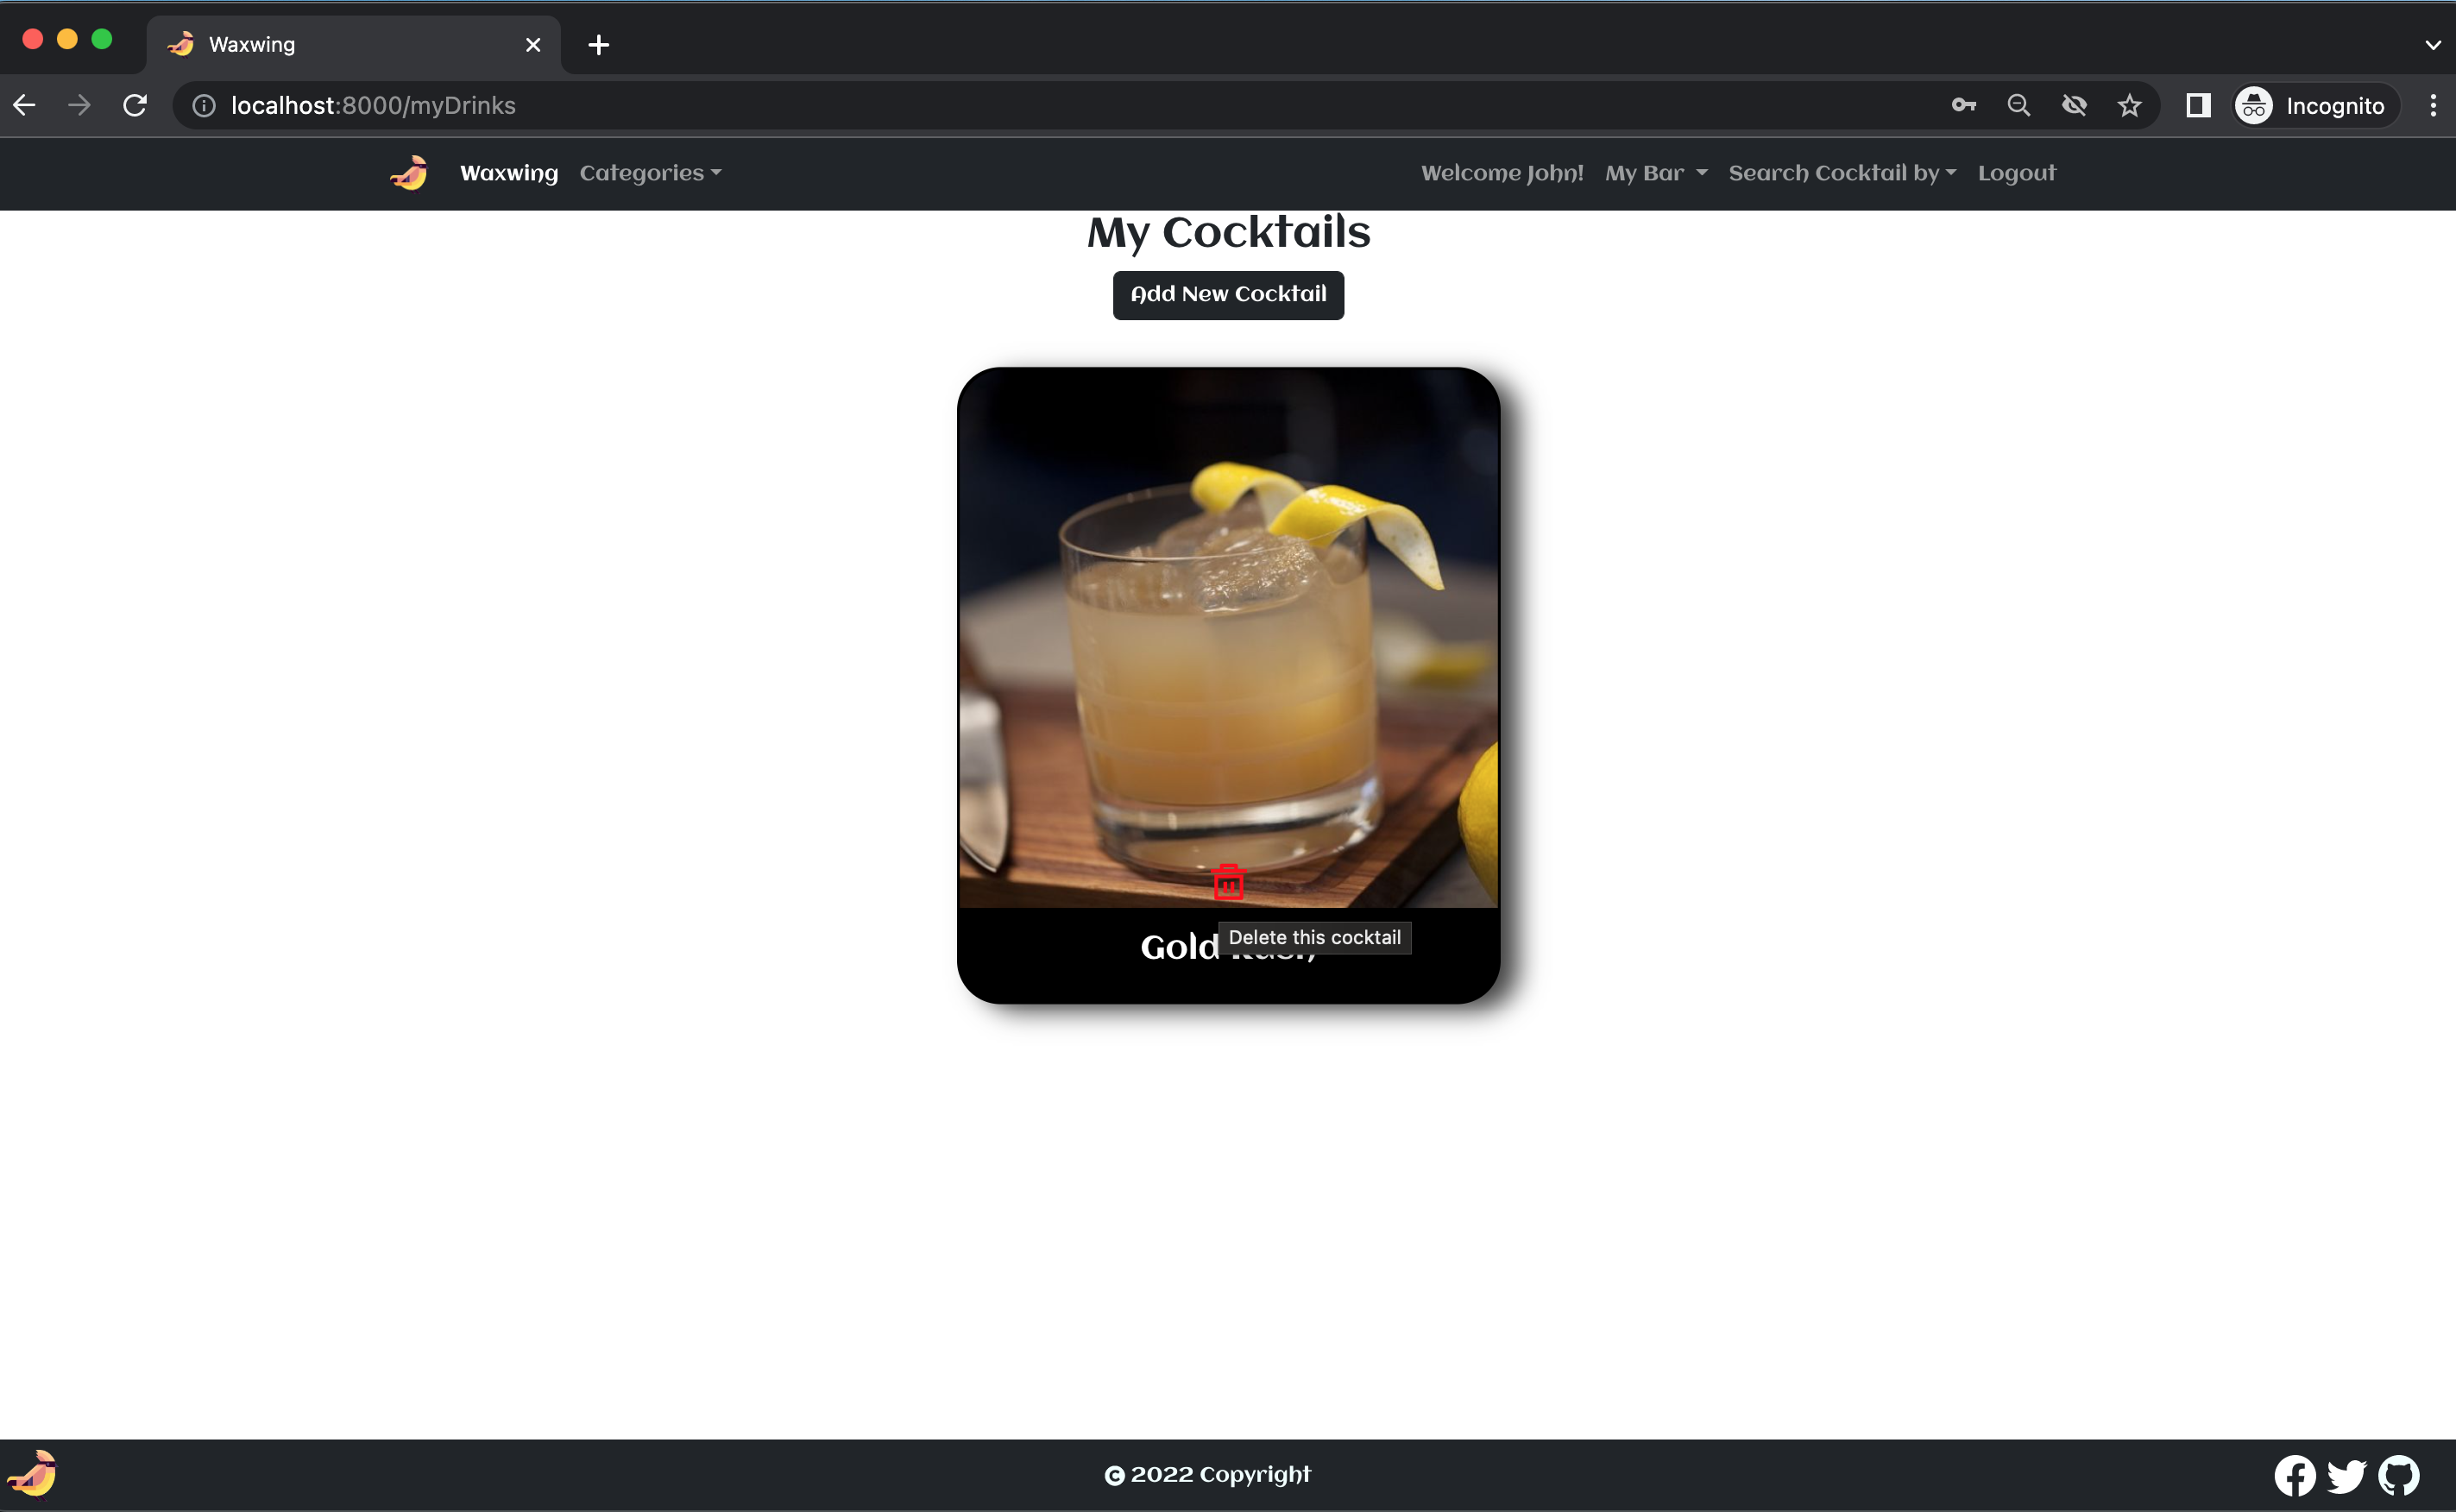 Waxwing
localhost:8000/myDrinks
Incognito
Waxwing Categories Welcome John! My Bar Search Cocktail by Logout
My Cocktails
Add New Cocktail
Gold
Delete this cocktail
© 2022 Copyright